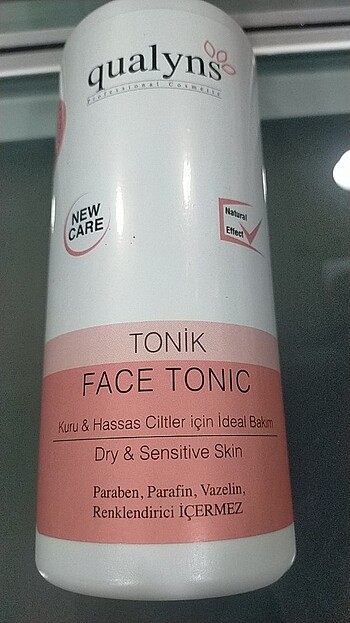 qualyns
Professional Cosmetic
NEW
CARE
Natural
Effect
TONİK
FACE TONIC
Kuru & Hassas Ciltler için İdeal Bakım
Dry & Sensitive Skin
Paraben, Parafin, Vazelin,
Renklendirici İÇERMEZ